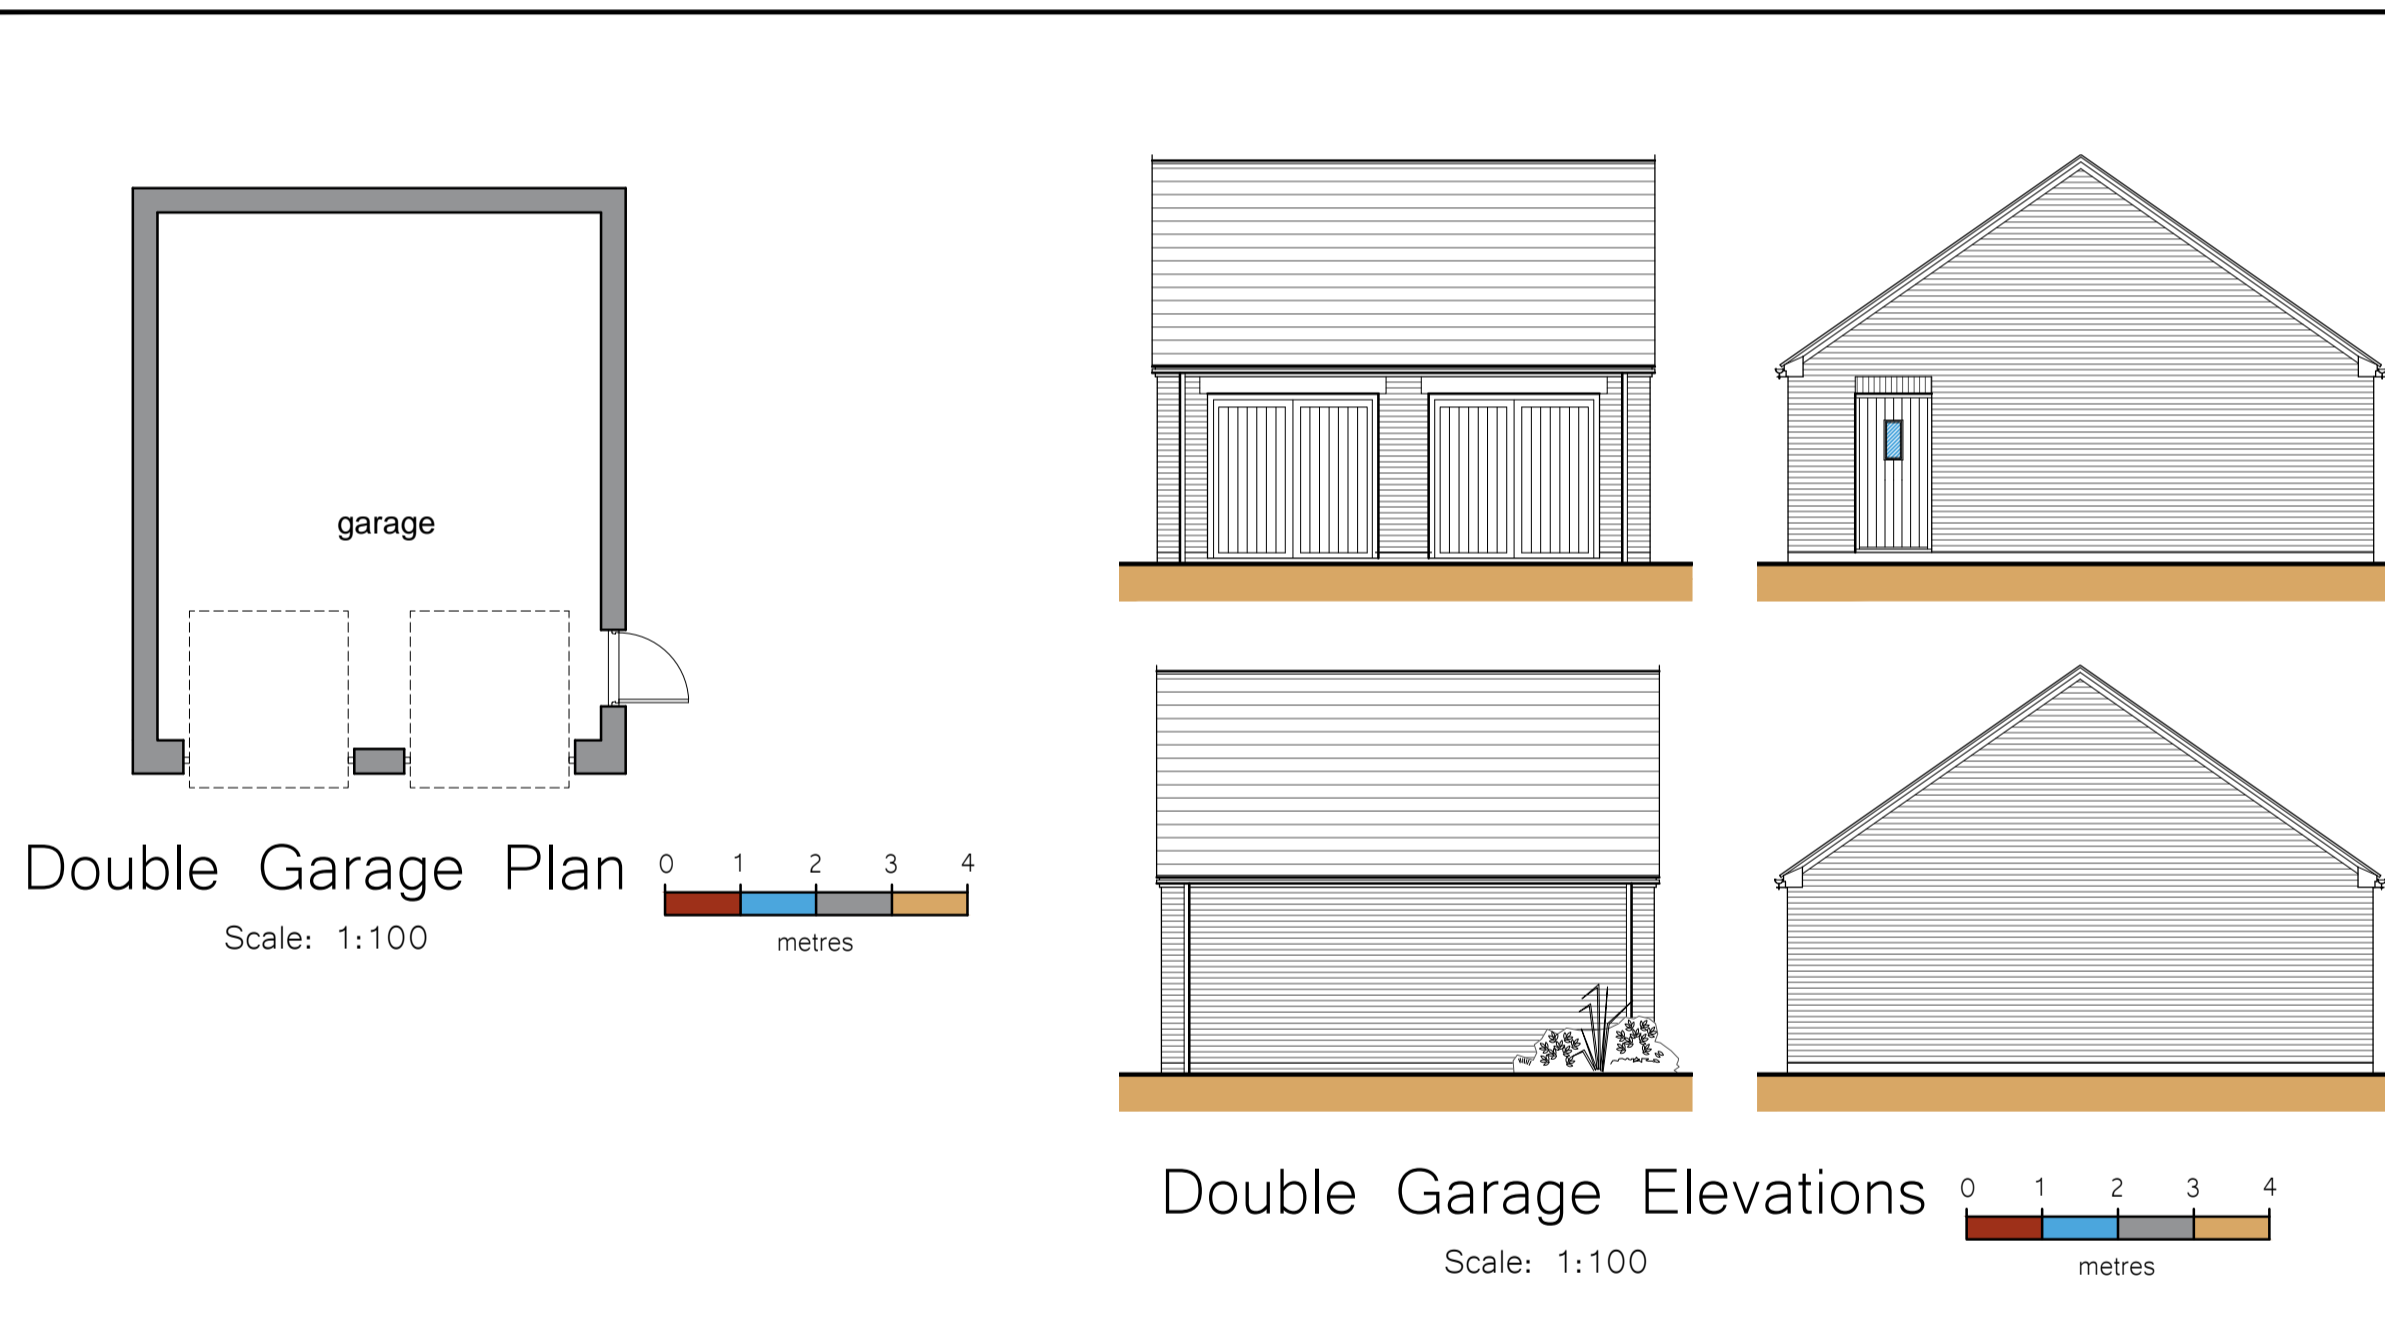 garage
Double Garage Plan
Scale: 1:100
0 1 2 3 4
metres
Double Garage Elevations
Scale: 1:100
0 1 2 3 4
metres